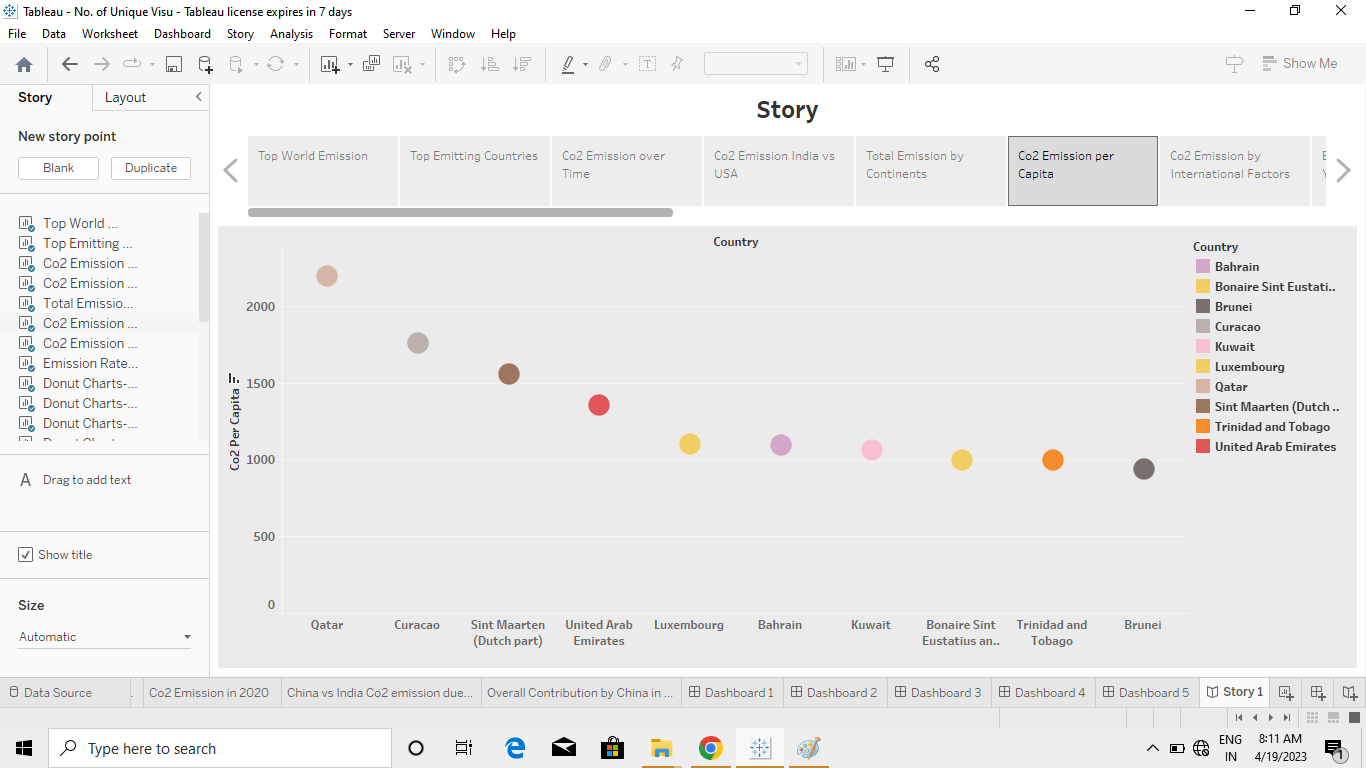 Tableau - No. of Unique Visu - Tableau license expires in 7 days
File Data Worksheet Dashboard Story Analysis Format Server Window Help
Show Me
Story Layout
New story point
Blank Duplicate
Top World ...
Top Emitting ...
Co2 Emission ...
Co2 Emission ...
Total Emissio...
Co2 Emission ...
Co2 Emission ...
Emission Rate...
Donut Charts-...
Donut Charts-...
Donut Charts-...
A Drag to add text
Show title
Size
Automatic
Story
Top World Emission
Top Emitting Countries
Co2 Emission over
Time
Co2 Emission India vs
USA
Total Emission by
Continents
Co2 Emission per
Capita
Co2 Emission by
International Factors
Country
Co2 Per Capita
2000
1500
1000
500
0
Qatar
Curacao
Sint Maarten
(Dutch part)
United Arab
Emirates
Luxembourg
Bahrain
Kuwait
Bonaire Sint
Eustatius an..
Trinidad and
Tobago
Brunei
Country
Bahrain
Bonaire Sint Eustati..
Brunei
Curacao
Kuwait
Luxembourg
Qatar
Sint Maarten (Dutch ..
Trinidad and Tobago
United Arab Emirates
Data Source Co2 Emission in 2020 China vs India Co2 emission due... Overall Contribution by China in ... Dashboard 1 Dashboard 2 Dashboard 3 Dashboard 4 Dashboard 5 Story 1
Type here to search
ENG
IN
8:11 AM
4/19/2023
1